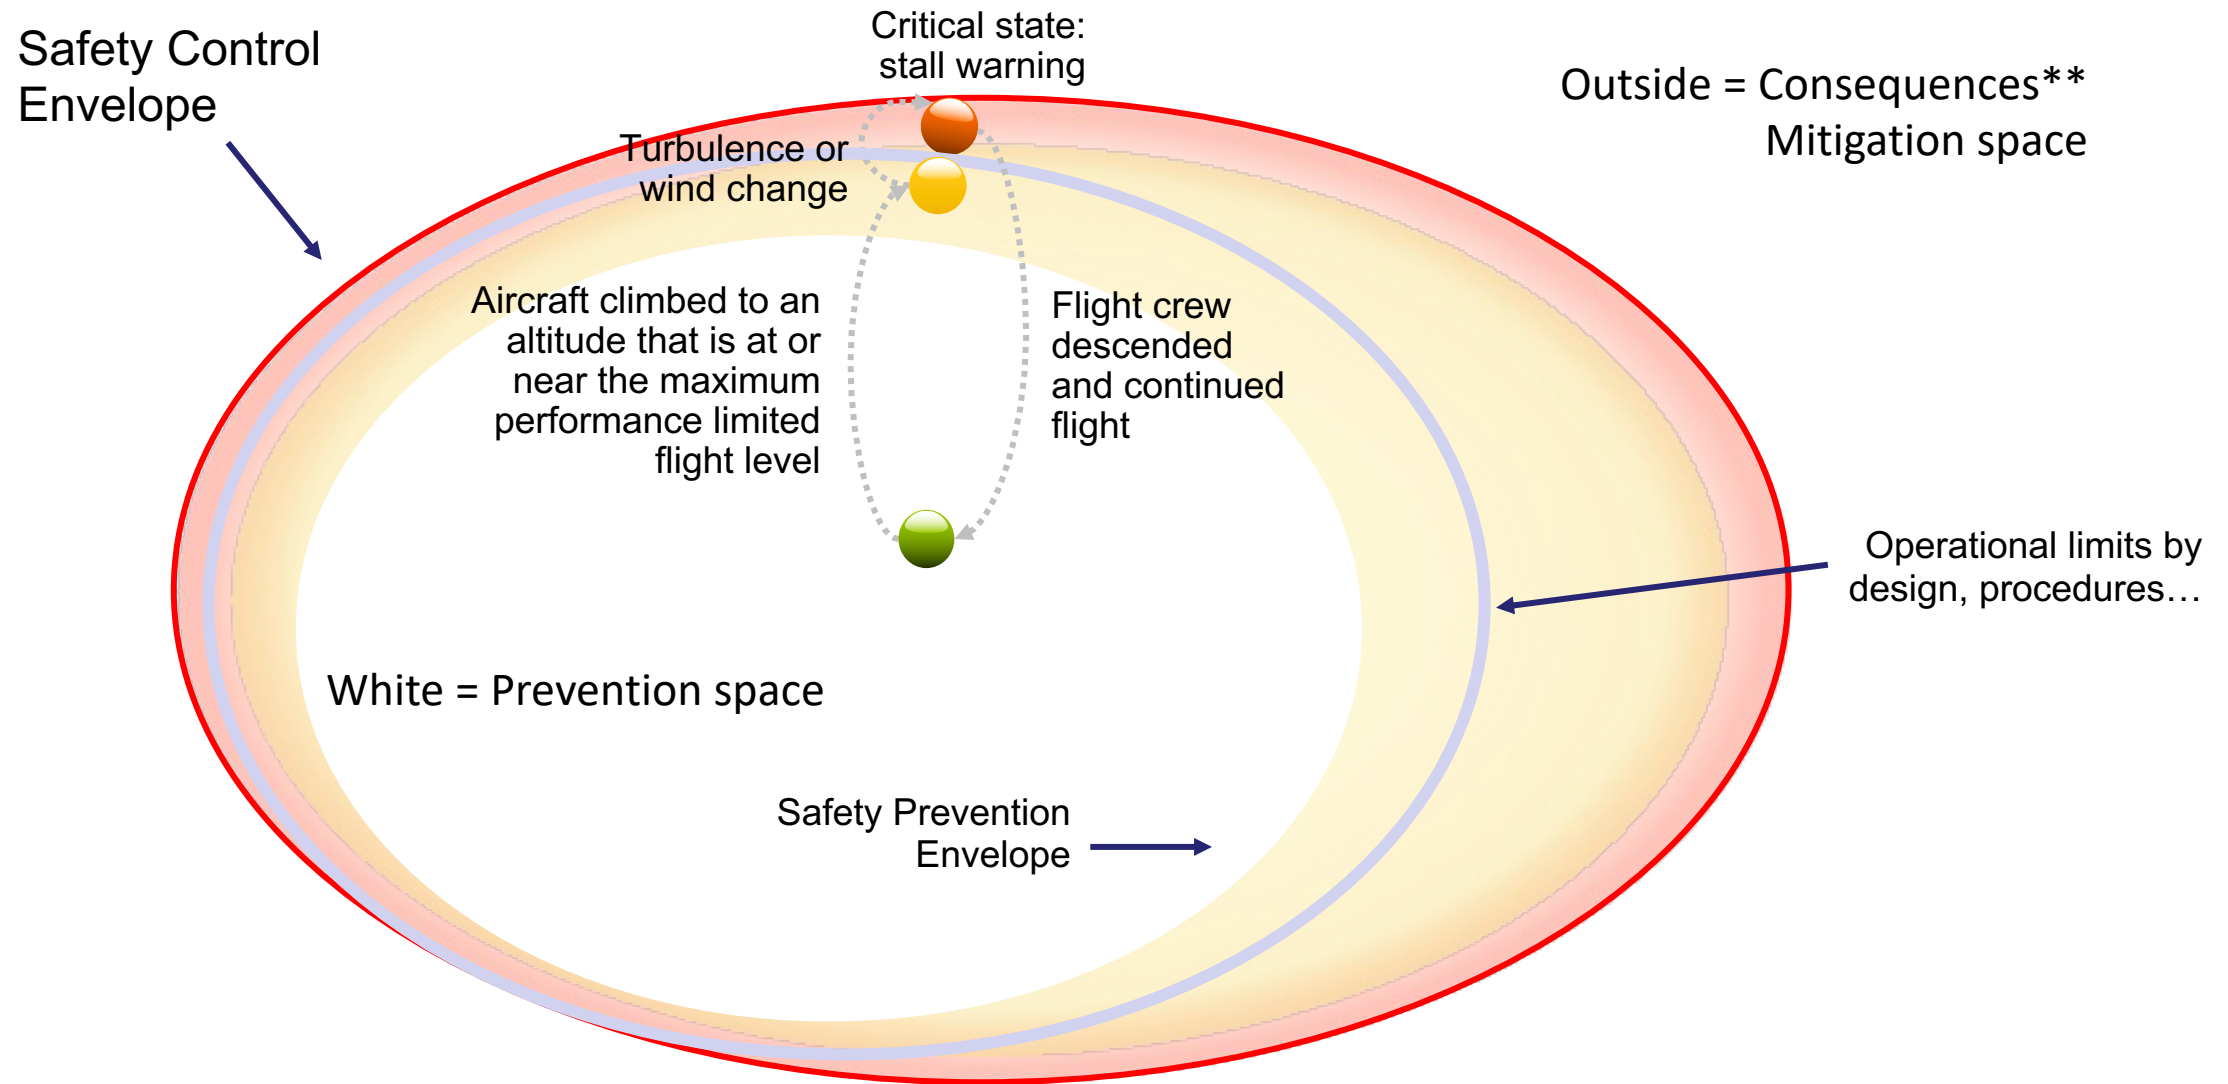 Safety Control
Envelope
Critical state:
stall warning
Outside = Consequences**
Mitigation space
Turbulence or
wind change
Aircraft climbed to an
altitude that is at or
near the maximum
performance limited
flight level
Flight crew
descended
and continued
flight
Operational limits by
design, procedures…
White = Prevention space
Safety Prevention
Envelope